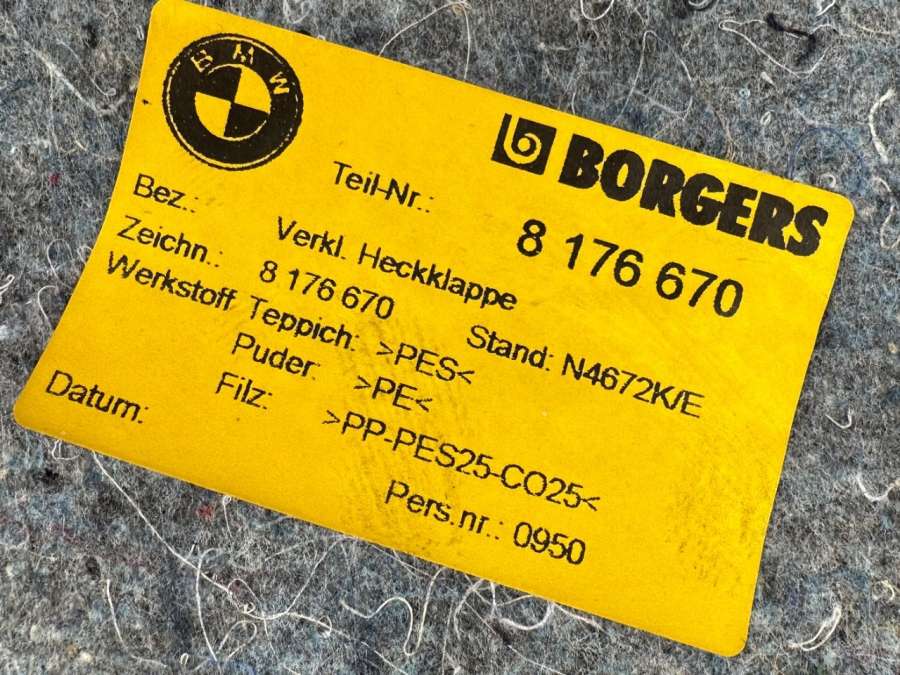 BMW
BORGERS
Teil-Nr.: 8 176 670
Bez.: Verkl. Heckklappe
Zeichn.: 8 176 670 Stand: N4672K/E
Werkstoff Teppich: >PES<
Puder: >PE<
Filz: >PP-PES25-CO25<
Datum: Pers.nr.: 0950